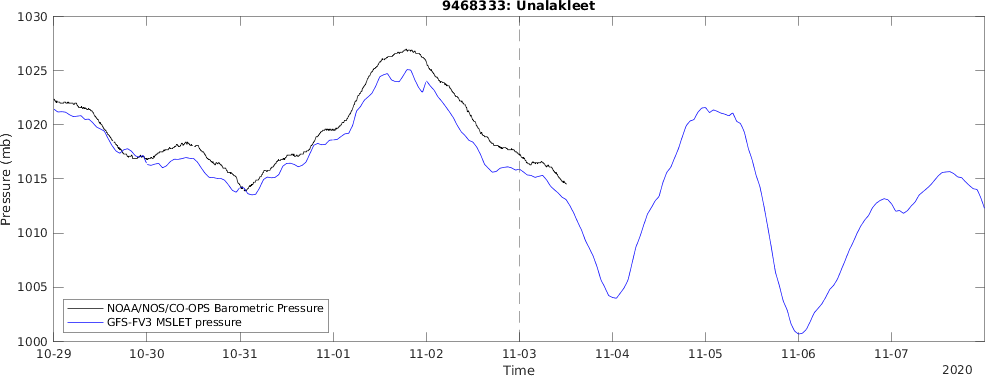 9468333: Unalakleet
Pressure (mb)
1030
1025
1020
1015
1010
1005
1000
NOAA/NOS/CO-OPS Barometric Pressure
GFS-FV3 MSLET pressure
10-29 10-30 10-31 11-01 11-02 11-03 11-04 11-05 11-06 11-07
Time
2020